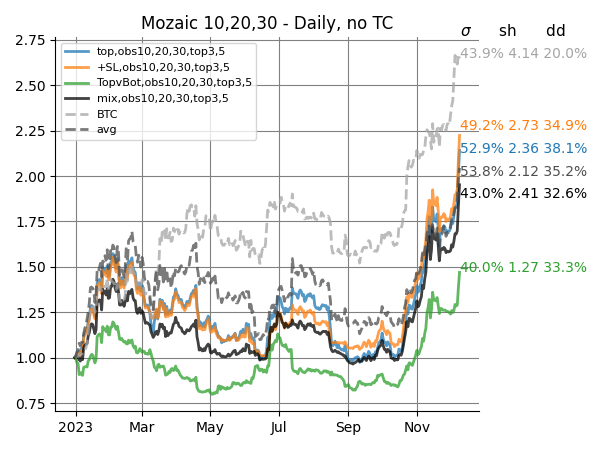 Mozaic 10,20,30 - Daily, no TC
σ sh dd
top,obs10,20,30,top3,5
+SL,obs10,20,30,top3,5
TopvBot,obs10,20,30,top3,5
mix,obs10,20,30,top3,5
BTC
avg
43.9% 4.14 20.0%
49.2% 2.73 34.9%
52.9% 2.36 38.1%
53.8% 2.12 35.2%
43.0% 2.41 32.6%
40.0% 1.27 33.3%
2.75
2.50
2.25
2.00
1.75
1.50
1.25
1.00
0.75
2023 Mar May Jul Sep Nov